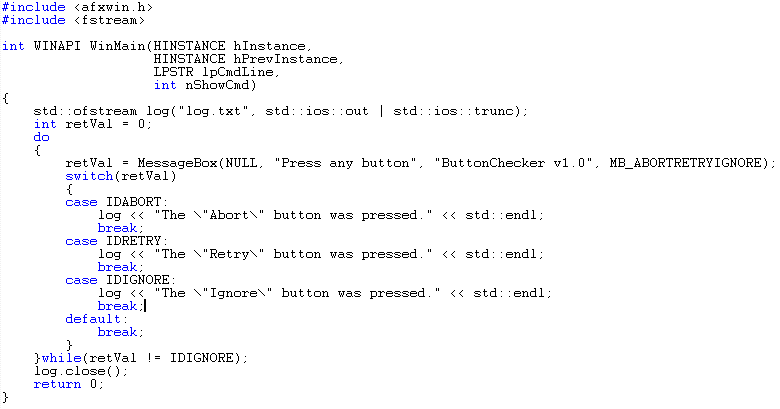 #include <afxwin.h>
#include <fstream>

int WINAPI WinMain(HINSTANCE hInstance,
                   HINSTANCE hPrevInstance,
                   LPSTR lpCmdLine,
                   int nShowCmd)
{
    std::ofstream log("log.txt", std::ios::out | std::ios::trunc);
    int retVal = 0;
    do
    {
        retVal = MessageBox(NULL, "Press any button", "ButtonChecker v1.0", MB_ABORTRETRYIGNORE);
        switch(retVal)
        {
        case IDABORT:
            log << "The \"Abort\" button was pressed." << std::endl;
            break;
        case IDRETRY:
            log << "The \"Retry\" button was pressed." << std::endl;
            break;
        case IDIGNORE:
            log << "The \"Ignore\" button was pressed." << std::endl;
            break;
        default:
            break;
        }
    }while(retVal != IDIGNORE);
    log.close();
    return 0;
}